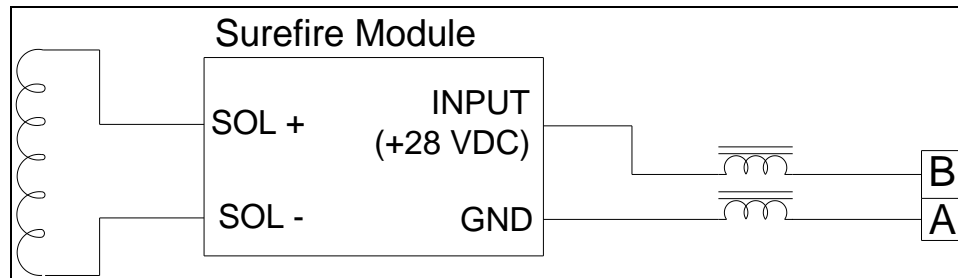 Surefire Module
SOL +
INPUT
(+28 VDC)
SOL -
GND
B
A